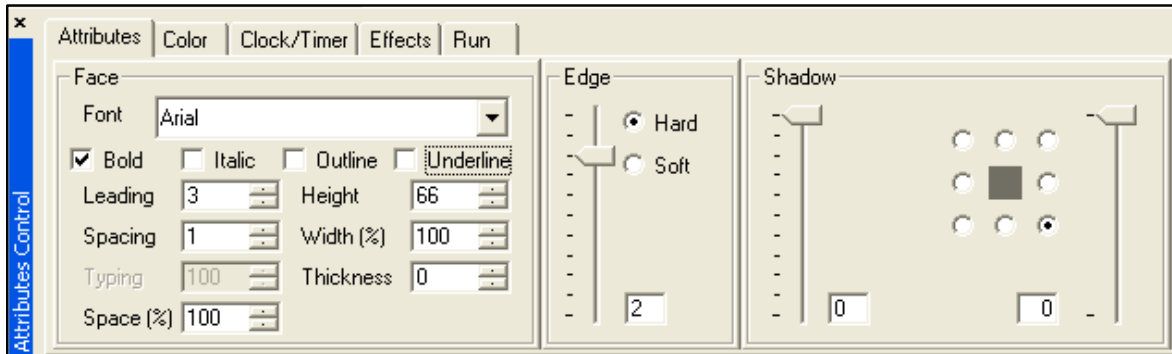 ×
Attributes Control
Attributes Color Clock/Timer Effects Run
Face
Font Arial
Bold Italic Outline Underline
Leading 3 Height 66
Spacing 1 Width (%) 100
Typing 100 Thickness 0
Space (%) 100
Edge
Hard
Soft
2
Shadow
0 0